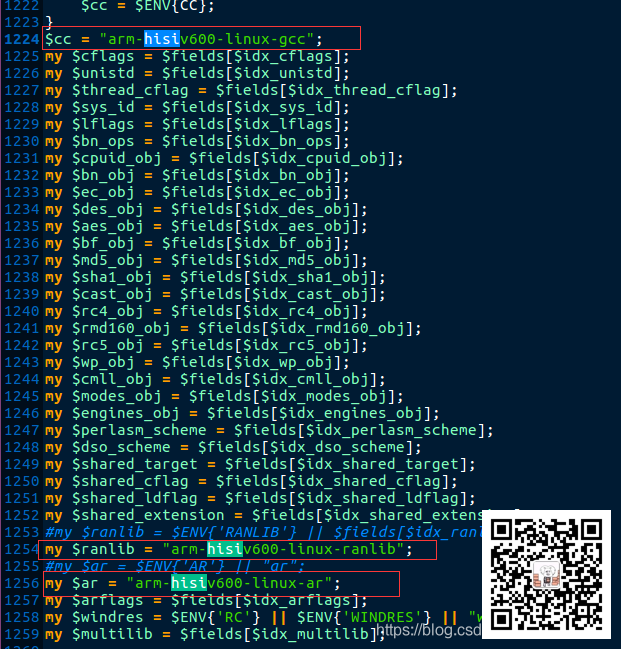 1222     $cc = $ENV{CC};
1223 }
1224 $cc = "arm-hisiv600-linux-gcc";
1225 my $cflags = $fields[$idx_cflags];
1226 my $unistd = $fields[$idx_unistd];
1227 my $thread_cflag = $fields[$idx_thread_cflag];
1228 my $sys_id = $fields[$idx_sys_id];
1229 my $lflags = $fields[$idx_lflags];
1230 my $bn_ops = $fields[$idx_bn_ops];
1231 my $cpuid_obj = $fields[$idx_cpuid_obj];
1232 my $bn_obj = $fields[$idx_bn_obj];
1233 my $ec_obj = $fields[$idx_ec_obj];
1234 my $des_obj = $fields[$idx_des_obj];
1235 my $aes_obj = $fields[$idx_aes_obj];
1236 my $bf_obj = $fields[$idx_bf_obj];
1237 my $md5_obj = $fields[$idx_md5_obj];
1238 my $sha1_obj = $fields[$idx_sha1_obj];
1239 my $cast_obj = $fields[$idx_cast_obj];
1240 my $rc4_obj = $fields[$idx_rc4_obj];
1241 my $rmd160_obj = $fields[$idx_rmd160_obj];
1242 my $rc5_obj = $fields[$idx_rc5_obj];
1243 my $wp_obj = $fields[$idx_wp_obj];
1244 my $cmll_obj = $fields[$idx_cmll_obj];
1245 my $modes_obj = $fields[$idx_modes_obj];
1246 my $engines_obj = $fields[$idx_engines_obj];
1247 my $perlasm_scheme = $fields[$idx_perlasm_scheme];
1248 my $dso_scheme = $fields[$idx_dso_scheme];
1249 my $shared_target = $fields[$idx_shared_target];
1250 my $shared_cflag = $fields[$idx_shared_cflag];
1251 my $shared_ldflag = $fields[$idx_shared_ldflag];
1252 my $shared_extension = $fields[$idx_shared_exten
1253 #my $ranlib = $ENV{'RANLIB'} || $fields[$idx_ranl
1254 my $ranlib = "arm-hisiv600-linux-ranlib";
1255 #my $ar = $ENV{'AR'} || "ar";
1256 my $ar = "arm-hisiv600-linux-ar";
1257 my $arflags = $fields[$idx_arflags];
1258 my $windres = $ENV{'RC'} || $ENV{'WINDRES'} || "w
1259 my $multilib = $fields[$idx_multilib];
https://blog.csd